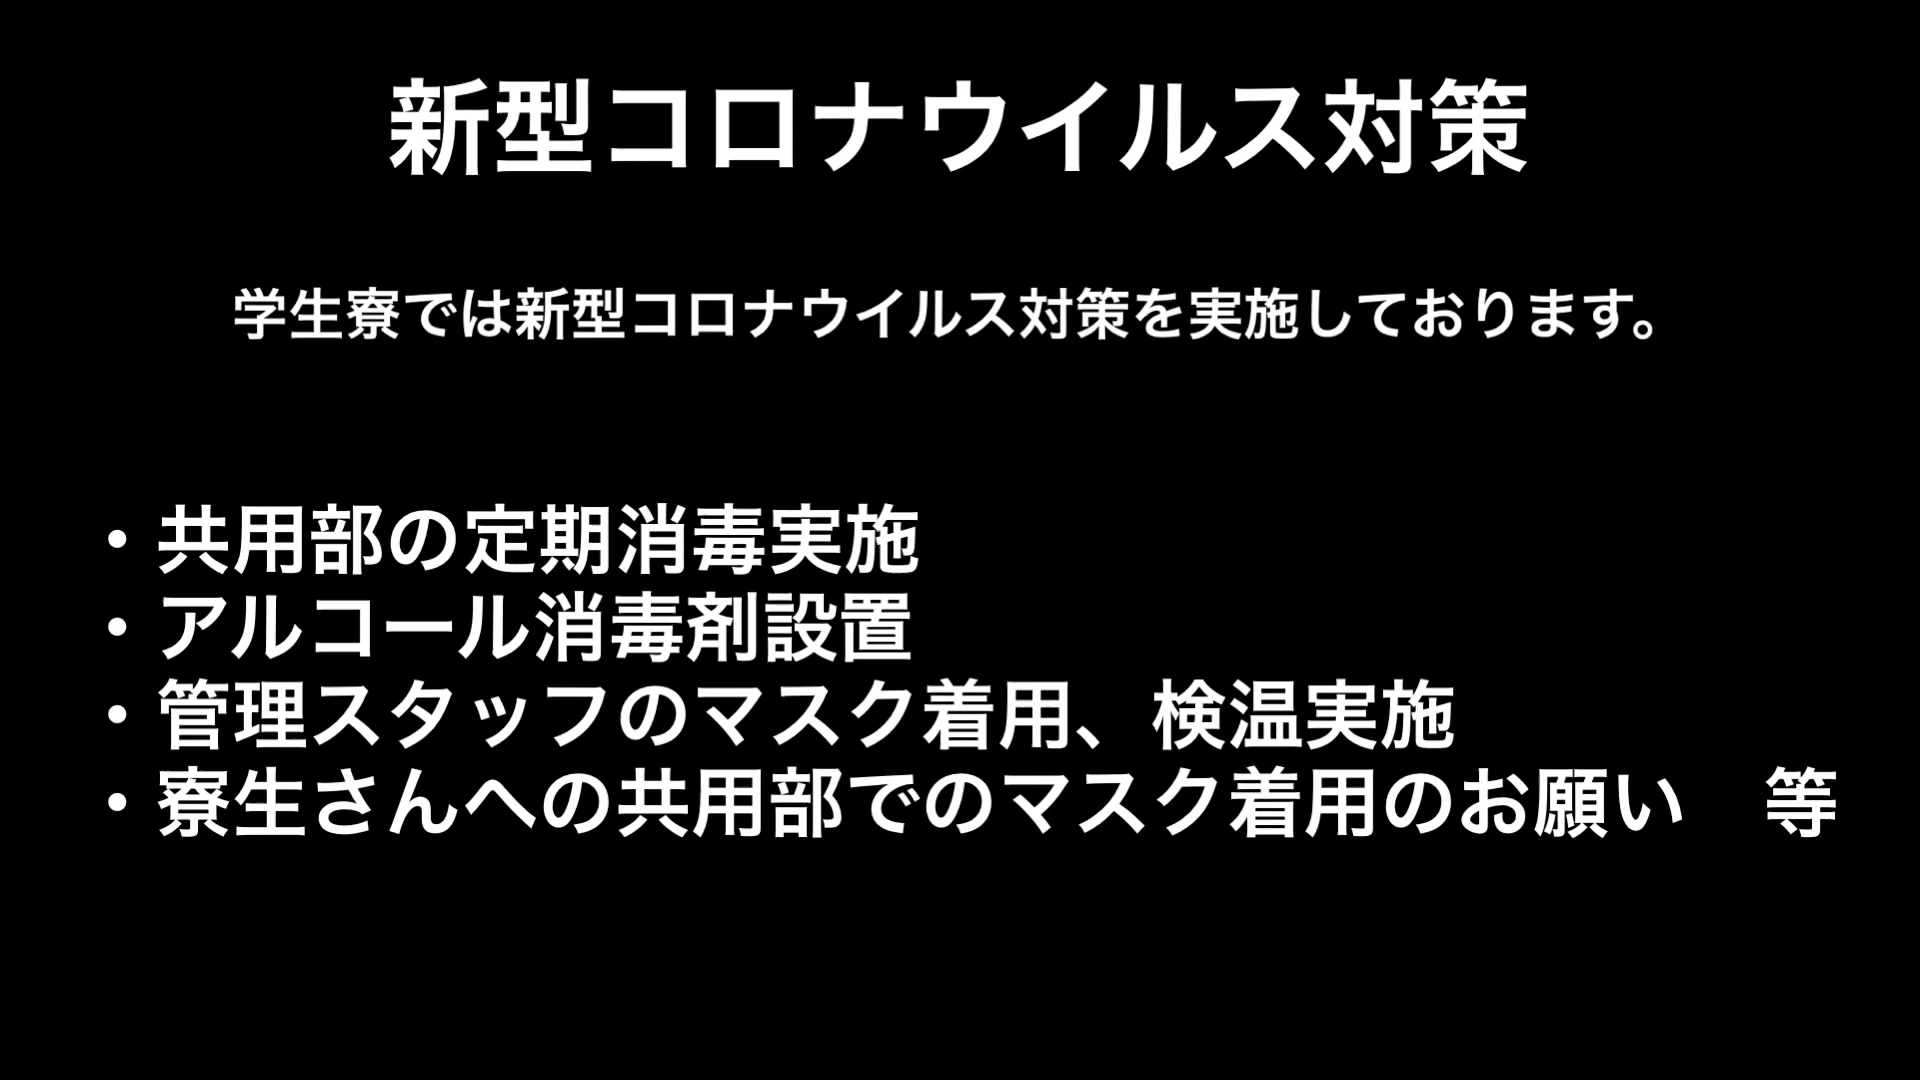 新型コロナウイルス対策
学生寮では新型コロナウイルス対策を実施しております。
・共用部の定期消毒実施
・アルコール消毒剤設置
・管理スタッフのマスク着用、検温実施
・寮生さんへの共用部でのマスク着用のお願い　等